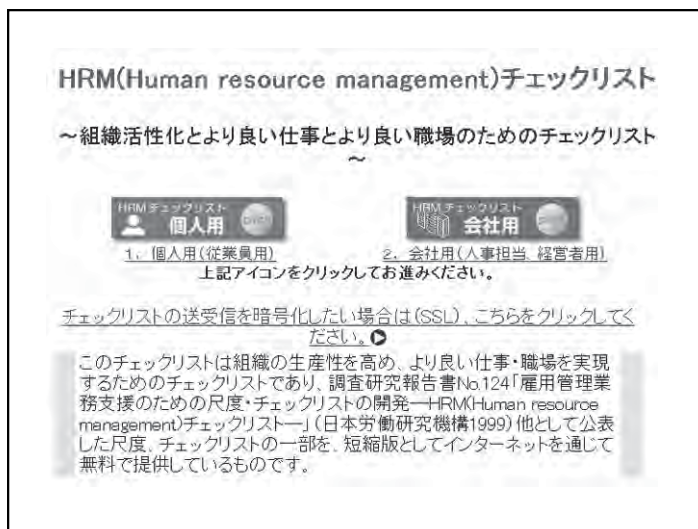 HRM(Human resource management)チェックリスト
~組織活性化とより良い仕事とより良い職場のためのチェックリスト
~
HRMチェックリスト
個人用
HRMチェックリスト
会社用
1. 個人用(従業員用)
2. 会社用(人事担当、経営者用)
上記アイコンをクリックしてお進みください。
チェックリストの送受信を暗号化したい場合は(SSL)、こちらをクリックしてく
ださい。
このチェックリストは組織の生産性を高め、より良い仕事・職場を実現
するためのチェックリストであり、調査研究報告書No.124「雇用管理業
務支援のための尺度・チェックリストの開発―HRM(Human resource
management)チェックリスト―」(日本労働研究機構1999)他として公表
した尺度、チェックリストの一部を、短縮版としてインターネットを通じて
無料で提供しているものです。